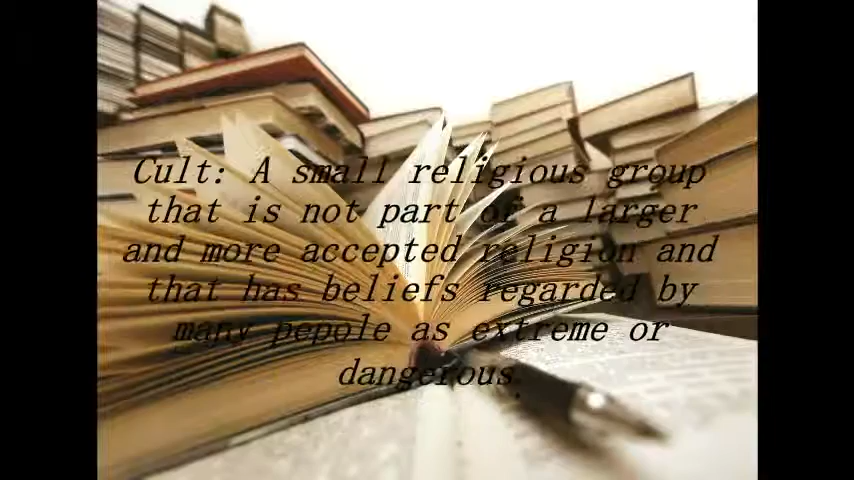 Cult: A small religious group
that is not part of a larger
and more accepted religion and
that has beliefs regarded by
many pepole as extreme or
dangerous.